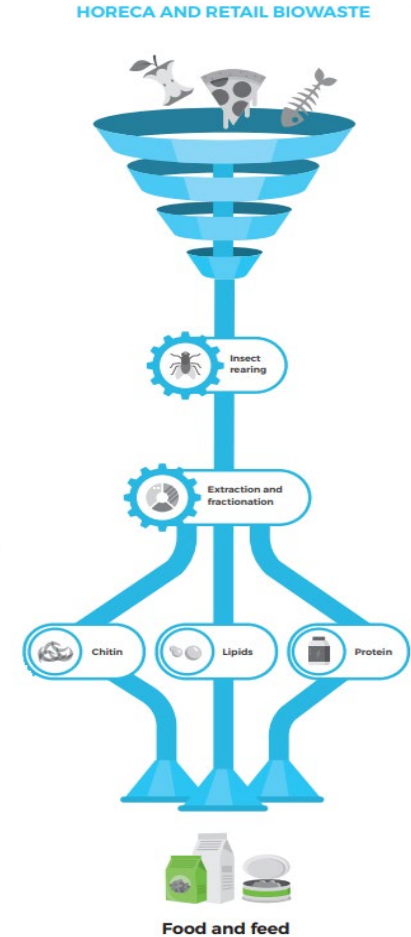 HORECA AND RETAIL BIOWASTE
Insect
rearing
Extraction and
fractionation
Chitin
Lipids
Protein
Food and feed